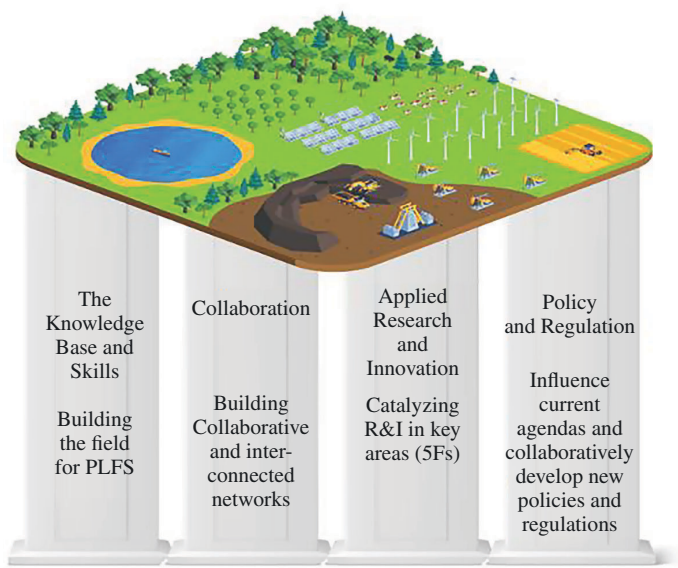 The
Knowledge
Base and
Skills
Building
the field
for PLFS
Collaboration
Building
Collaborative
and inter-
connected
networks
Applied
Research
and
Innovation
Catalyzing
R&I in key
areas (5Fs)
Policy
and Regulation
Influence
current
agendas and
collaboratively
develop new
policies and
regulations